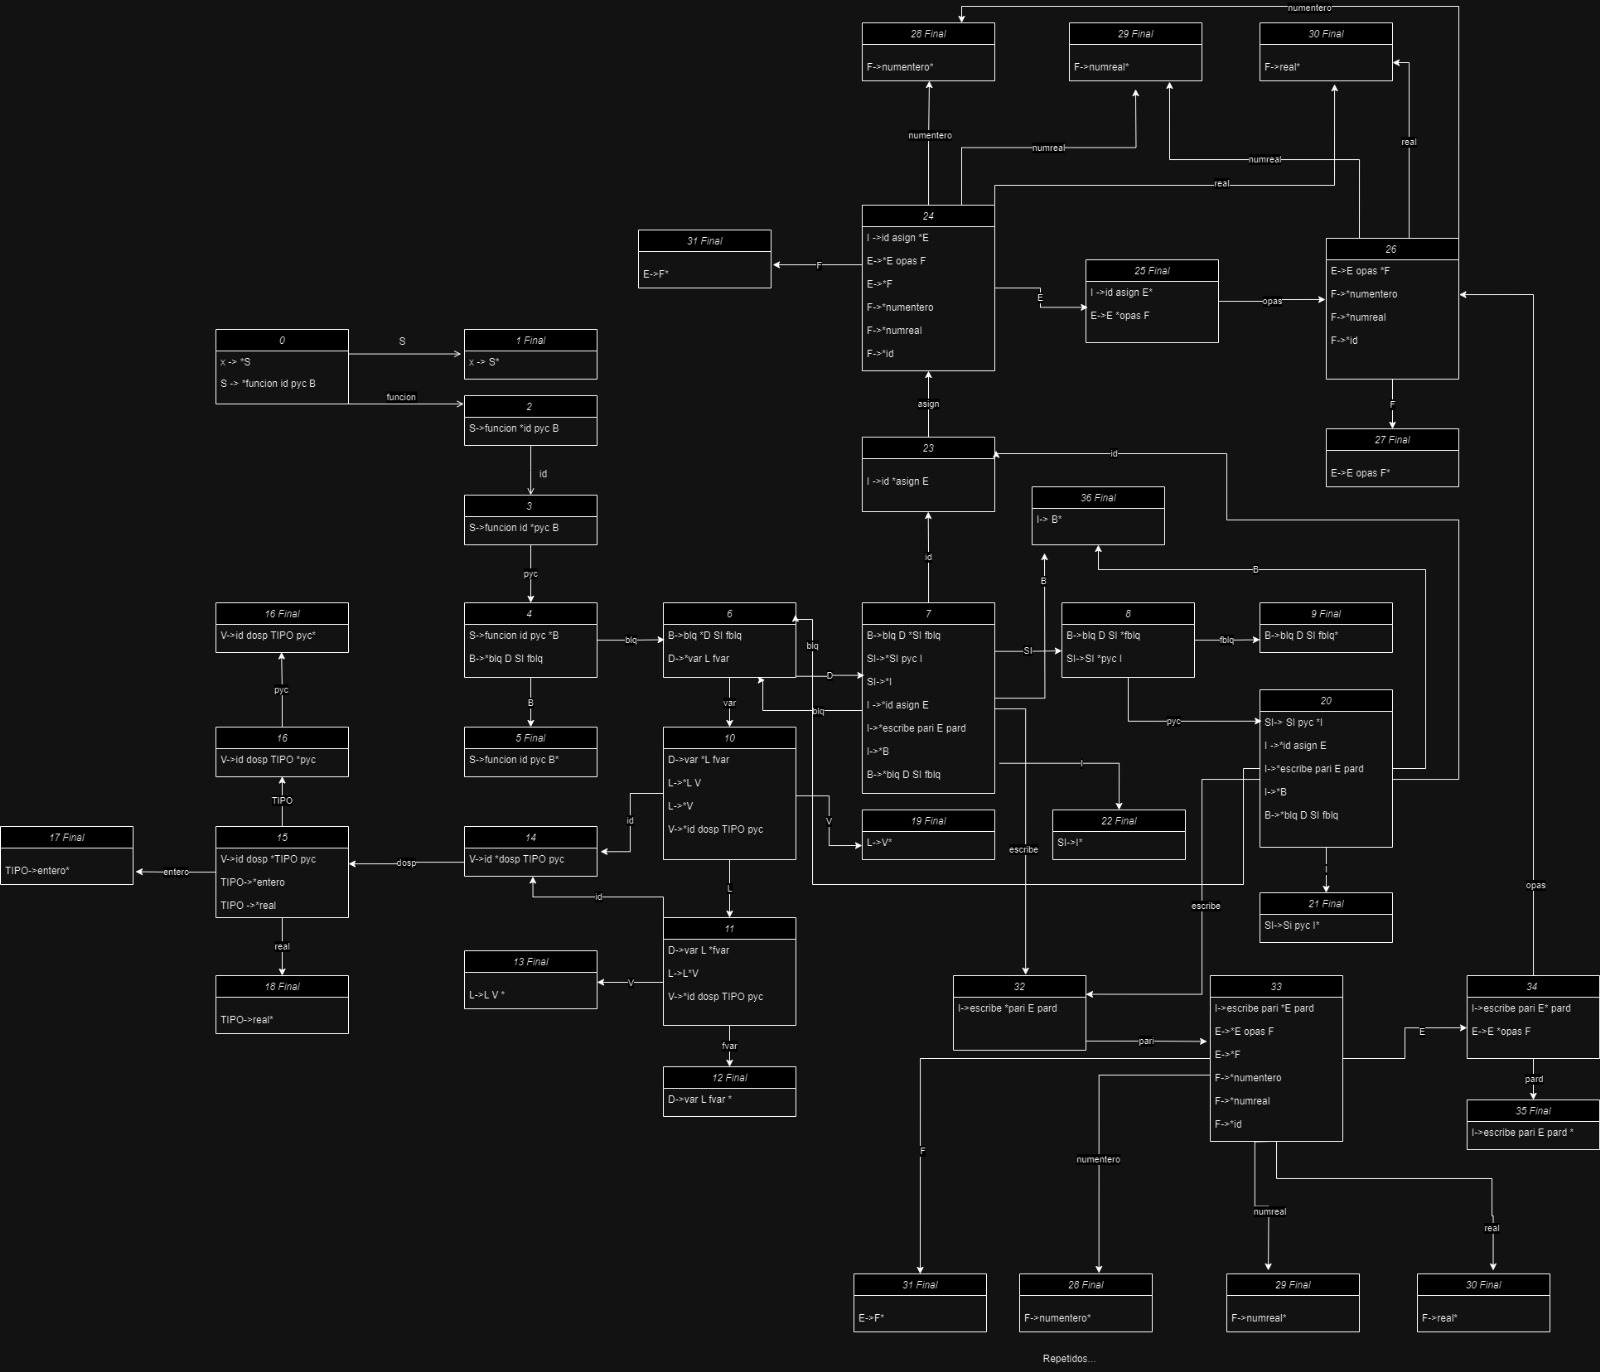 numentero
28 Final
F->numentero*
29 Final
F->numreal*
30 Final
F->real*
numentero
numreal
real
numreal
real
31 Final
E->F*
F
24
I ->id asign *E
E->*E opas F
E->*F
F->*numentero
F->*numreal
F->*id
E
25 Final
I ->id asign E*
E->E *opas F
opas
26
E->E opas *F
F->*numentero
F->*numreal
F->*id
F
27 Final
E->E opas F*
0
x -> *S
S -> *funcion id pyc B
S
1 Final
x -> S*
funcion
2
S->funcion *id pyc B
id
3
S->funcion id *pyc B
pyc
asign
23
I ->id *asign E
id
id
36 Final
I-> B*
B
B
16 Final
V->id dosp TIPO pyc*
pyc
16
V->id dosp TIPO *pyc
TIPO
4
S->funcion id pyc *B
B->*blq D SI fblq
blq
B
5 Final
S->funcion id pyc B*
6
B->blq *D SI fblq
D->*var L fvar
blq
D
var
blq
7
B->blq D *SI fblq
SI->*SI pyc I
SI->*I
I ->*id asign E
I->*escribe pari E pard
I->*B
B->*blq D SI fblq
SI
8
B->blq D SI *fblq
SI->SI *pyc I
fblq
9 Final
B->blq D SI fblq*
pyc
20
SI-> SI pyc *I
I ->*id asign E
I->*escribe pari E pard
I->*B
B->*blq D SI fblq
I
21 Final
SI->Si pyc I*
10
D->var *L fvar
L->*L V
L->*V
V->*id dosp TIPO pyc
id
V
19 Final
L->V*
I
22 Final
SI->I*
escribe
escribe
17 Final
TIPO->entero*
entero
15
V->id dosp *TIPO pyc
TIPO->*entero
TIPO ->*real
dosp
14
V->id *dosp TIPO pyc
id
L
11
D->var L *fvar
L->L*V
V->*id dosp TIPO pyc
real
18 Final
TIPO->real*
V
13 Final
L->L V *
fvar
12 Final
D->var L fvar *
opas
32
I->escribe *pari E pard
pari
33
I->escribe pari *E pard
E->*E opas F
E->*F
F->*numentero
F->*numreal
F->*id
E
34
I->escribe pari E* pard
E->E *opas F
pard
35 Final
I->escribe pari E pard *
F
numentero
numreal
real
31 Final
E->F*
28 Final
F->numentero*
29 Final
F->numreal*
30 Final
F->real*
Repetidos...